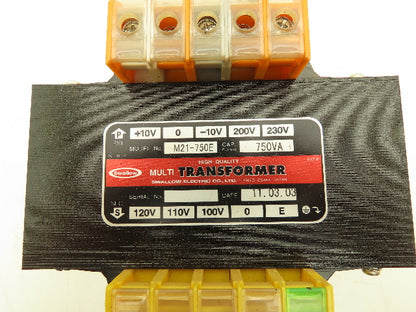 P +10V 0 -10V 200V 230V
MODEL No. M21-750E CAP. 750VA
HIGH QUALITY
Swallow MULTI TRANSFORMER
SWALLOW ELECTRIC CO., LTD.
SERIAL No. DATE 11.03.03
S 120V 110V 100V 0 E